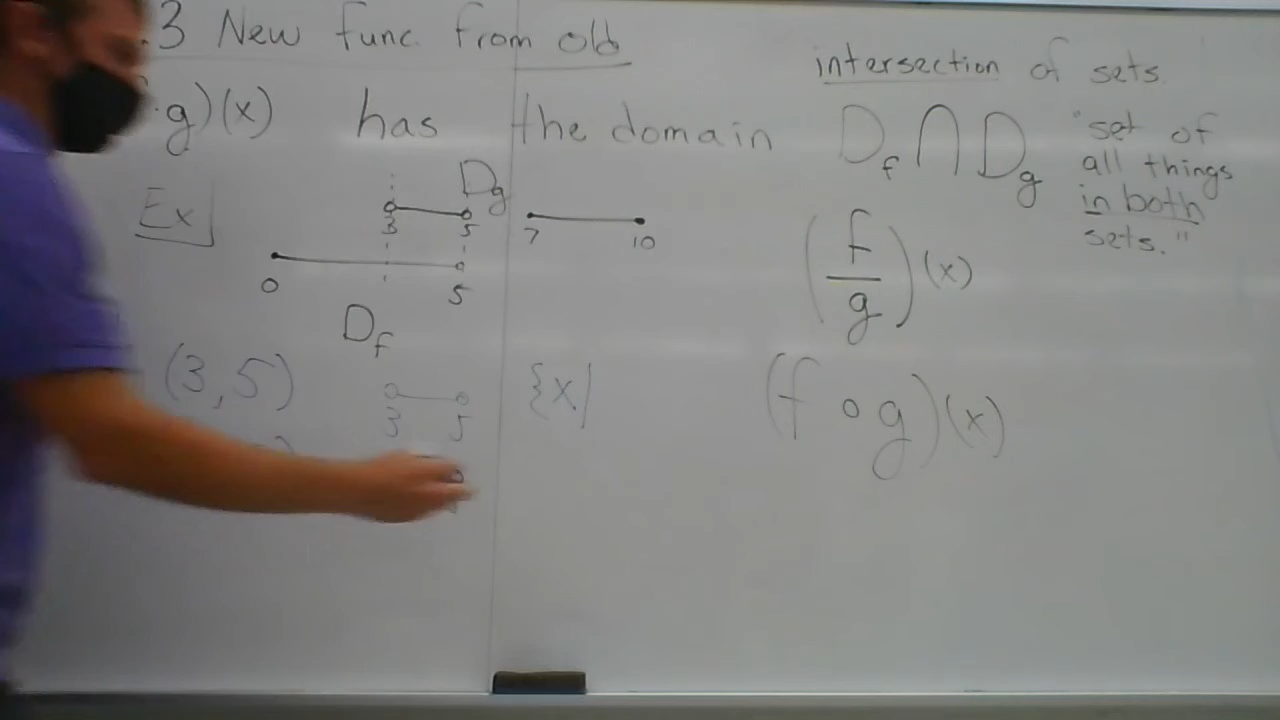 .3 New func. from old
intersection of sets.
·g)(x) has the domain D_f ∩ D_g
"set of
all things
in both
sets."
Ex
D_g
3 5 7 10
0 5
D_f
(f/g)(x)
(3,5)
3 5
{x|
(f ∘ g)(x)